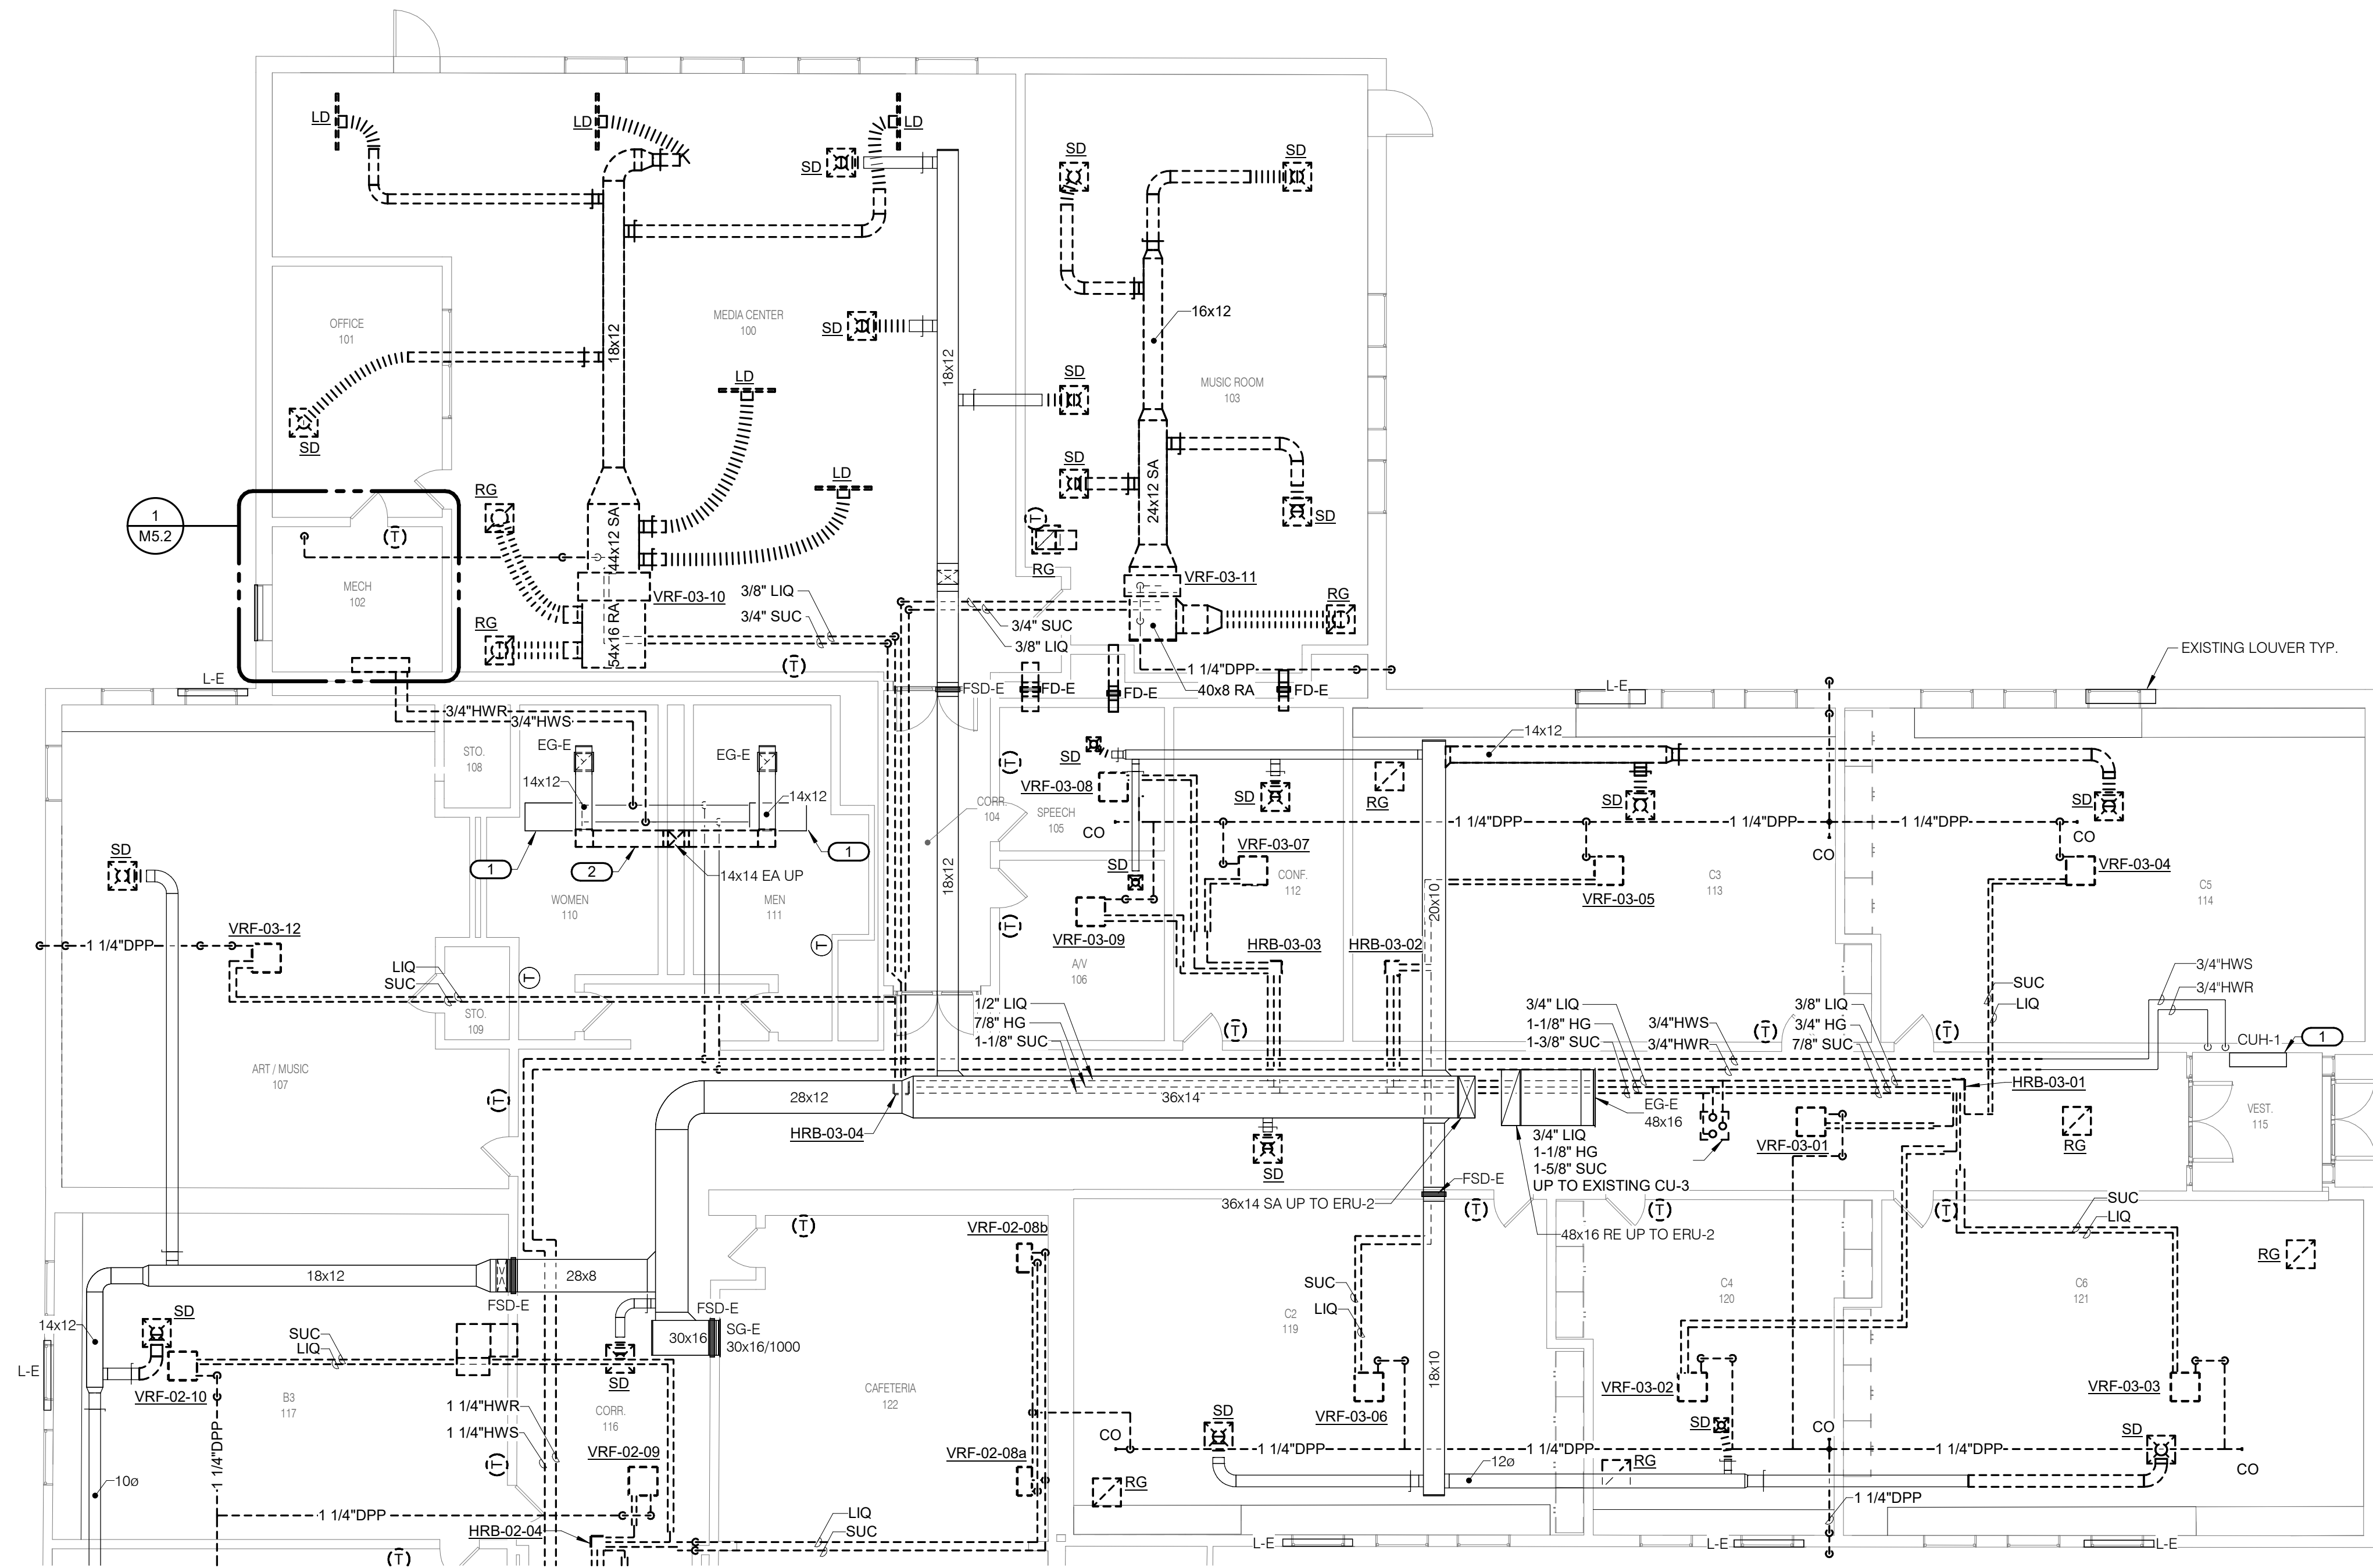 LD
LD
LD
SD
SD
SD
OFFICE
101
18x12
MEDIA CENTER
100
SD
18x12
16x12
SD
MUSIC ROOM
103
LD
SD
SD
LD
SD
24x12 SA
SD
RG
1
M5.2
T
44x12 SA
T
RG
MECH
102
VRF-03-10
3/8" LIQ
3/4" SUC
54x16 RA
RG
VRF-03-11
RG
3/4" SUC
3/8" LIQ
T
1 1/4"DPP
40x8 RA
EXISTING LOUVER TYP.
L-E
FSD-E
FD-E
FD-E
FD-E
L-E
3/4"HWR
3/4"HWS
STO.
108
EG-E
EG-E
14x12
14x12
14x12
SD
T
VRF-03-08
CORR.
104
SPEECH
105
CO
SD
RG
SD
SD
1 1/4"DPP
1 1/4"DPP
1 1/4"DPP
CO
CO
1
2
1
14x14 EA UP
SD
VRF-03-07
VRF-03-04
SD
WOMEN
110
MEN
111
18x12
CONF.
112
20x10
VRF-03-05
C3
113
C5
114
VRF-03-12
1 1/4"DPP
T
T
VRF-03-09
HRB-03-03
HRB-03-02
A/V
106
LIQ
SUC
T
3/4"HWS
3/4"HWR
SUC
LIQ
STO.
109
1/2" LIQ
7/8" HG
1-1/8" SUC
T
3/4" LIQ
1-1/8" HG
1-3/8" SUC
3/4"HWS
3/4"HWR
T
3/8" LIQ
3/4" HG
7/8" SUC
T
CUH-1
1
ART / MUSIC
107
T
28x12
36x14
HRB-03-04
EG-E
48x16
HRB-03-01
VEST.
115
SD
3/4" LIQ
1-1/8" HG
1-5/8" SUC
UP TO EXISTING CU-3
VRF-03-01
RG
FSD-E
36x14 SA UP TO ERU-2
48x16 RE UP TO ERU-2
T
T
T
T
SUC
LIQ
VRF-02-08b
RG
18x12
28x8
FSD-E
FSD-E
SG-E
30x16/1000
30x16
SUC
LIQ
C2
119
C4
120
C6
121
14x12
SD
SUC
LIQ
L-E
VRF-02-10
B3
117
SD
CAFETERIA
122
18x10
VRF-03-06
VRF-03-02
VRF-03-03
1 1/4"HWR
1 1/4"HWS
CORR.
116
SD
SD
CO
CO
SD
1 1/4"DPP
1 1/4"DPP
1 1/4"DPP
CO
VRF-02-09
VRF-02-08a
T
1 1/4"DPP
10ø
RG
12ø
RG
1 1/4"DPP
1 1/4"DPP
LIQ
SUC
HRB-02-04
T
L-E
L-E
L-E